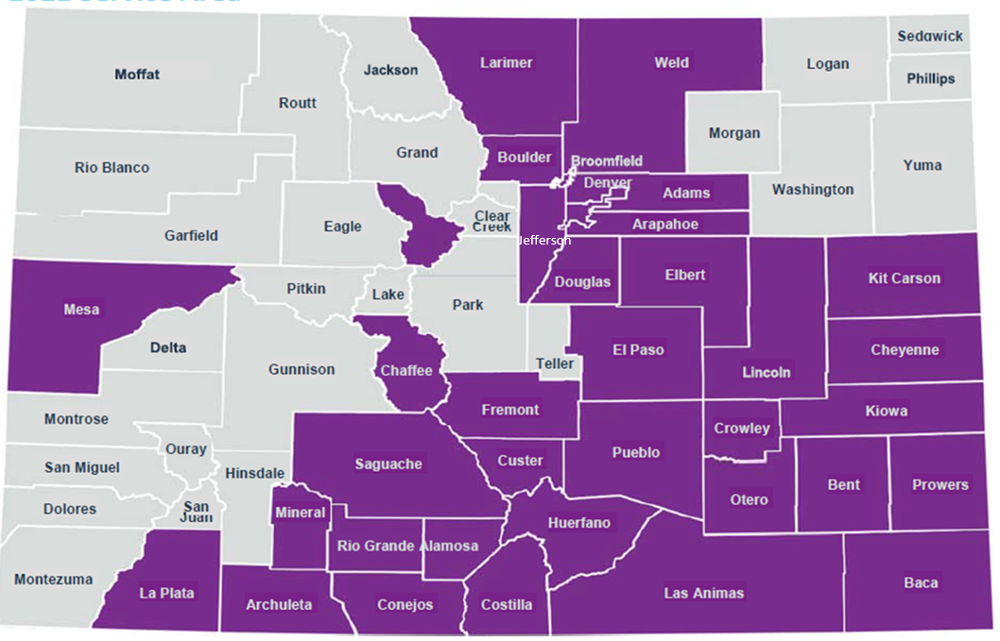 Service Area
Moffat
Routt
Jackson
Larimer
Weld
Logan
Sedgwick
Phillips
Rio Blanco
Grand
Boulder
Broomfield
Morgan
Washington
Yuma
Garfield
Eagle
Clear
Creek
Jefferson
Denver
Adams
Arapahoe
Mesa
Pitkin
Lake
Park
Douglas
Elbert
Kit Carson
Delta
Gunnison
Chaffee
Teller
El Paso
Lincoln
Cheyenne
Montrose
Fremont
Crowley
Kiowa
Ouray
San Miguel
Hinsdale
Saguache
Custer
Pueblo
Otero
Bent
Prowers
Dolores
San
Juan
Mineral
Rio Grande
Alamosa
Huerfano
Montezuma
La Plata
Archuleta
Conejos
Costilla
Las Animas
Baca